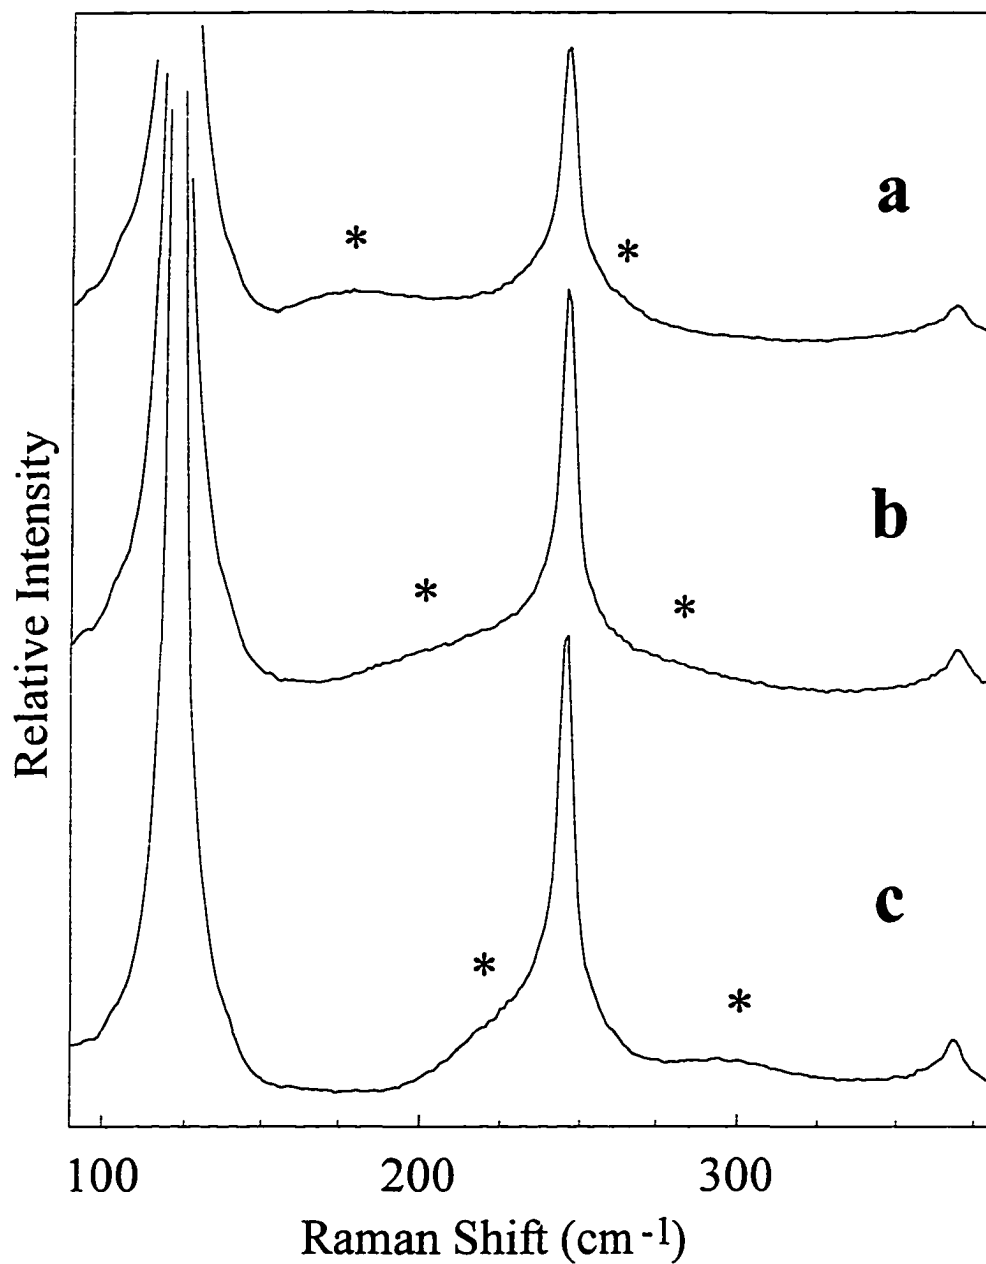 *
a
*
*
b
*
*
c
*
Relative Intensity
100 200 300
Raman Shift (cm-1)